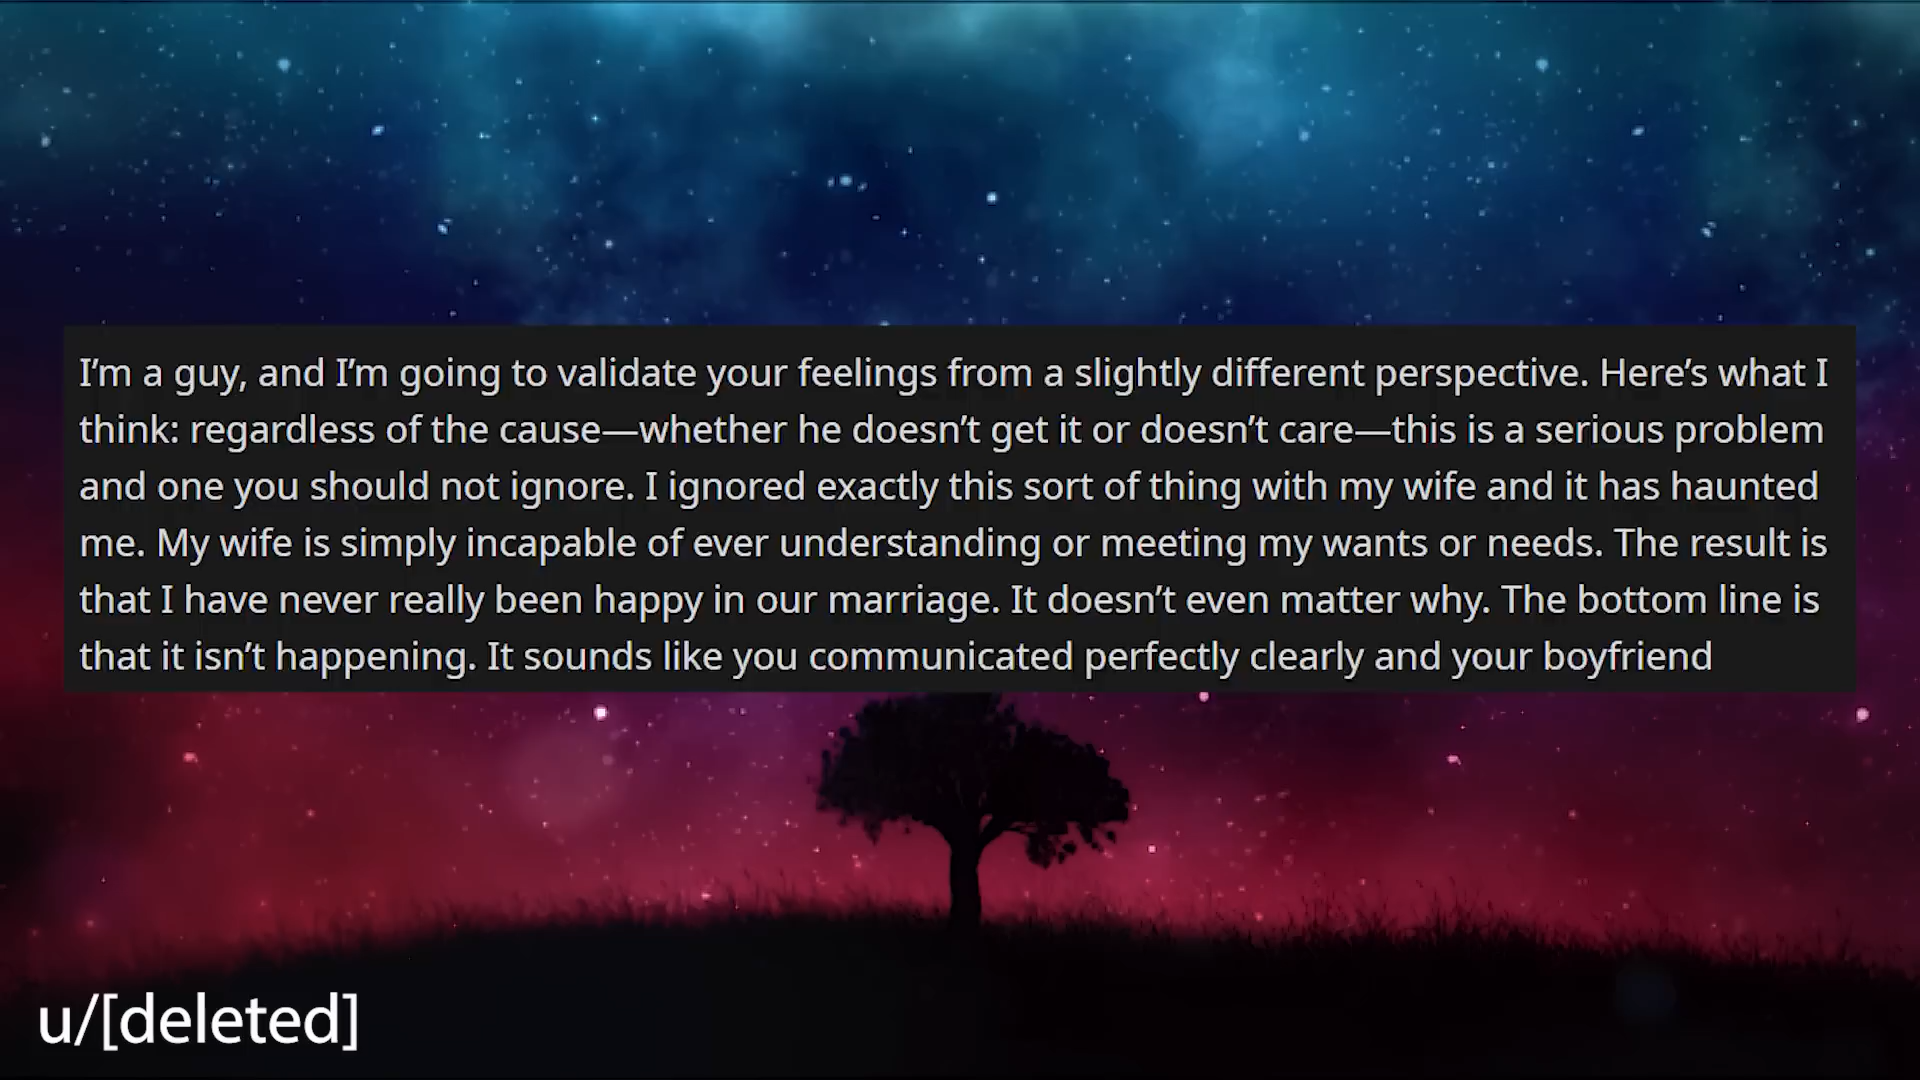 I’m a guy, and I’m going to validate your feelings from a slightly different perspective. Here’s what I
think: regardless of the cause—whether he doesn’t get it or doesn’t care—this is a serious problem
and one you should not ignore. I ignored exactly this sort of thing with my wife and it has haunted
me. My wife is simply incapable of ever understanding or meeting my wants or needs. The result is
that I have never really been happy in our marriage. It doesn’t even matter why. The bottom line is
that it isn’t happening. It sounds like you communicated perfectly clearly and your boyfriend
u/[deleted]